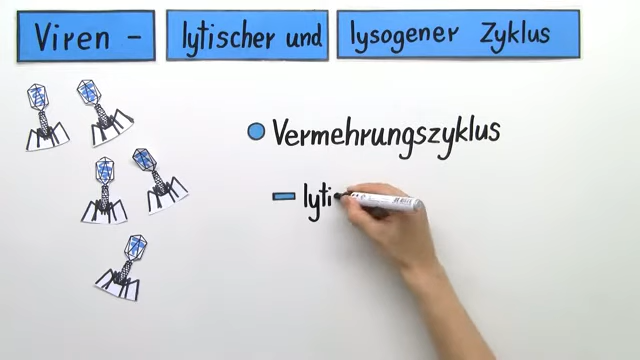 Viren - lytischer und lysogener Zyklus
Vermehrungszyklus
- lyti